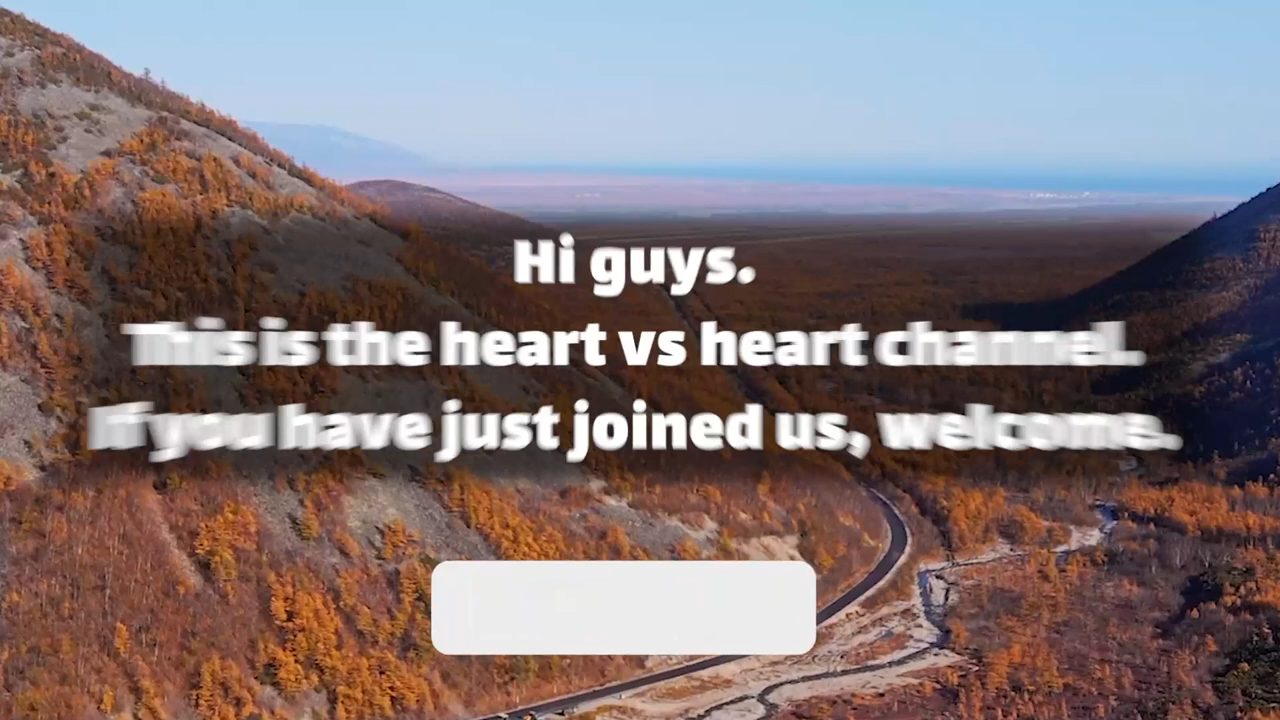 Hi guys.
This is the heart vs heart channel.
If you have just joined us, welcome.